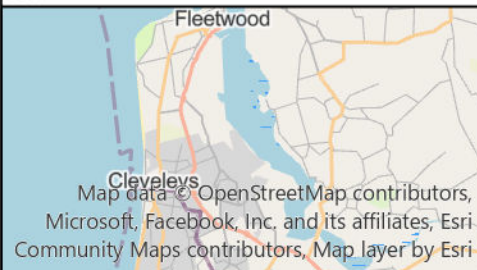 Fleetwood
Cleveleys
Map data © OpenStreetMap contributors,
Microsoft, Facebook, Inc. and its affiliates, Esri
Community Maps contributors, Map layer by Esri